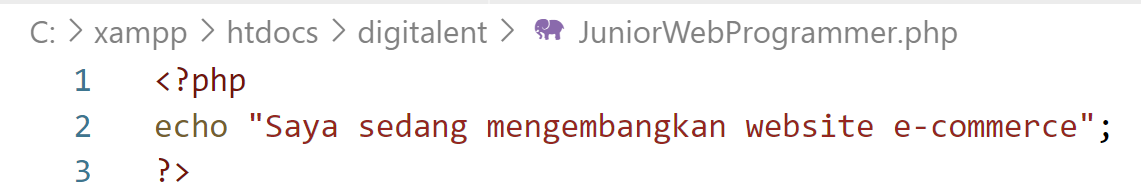 C: > xampp > htdocs > digitalent > JuniorWebProgrammer.php
1 <?php
2 echo "Saya sedang mengembangkan website e-commerce";
3 ?>